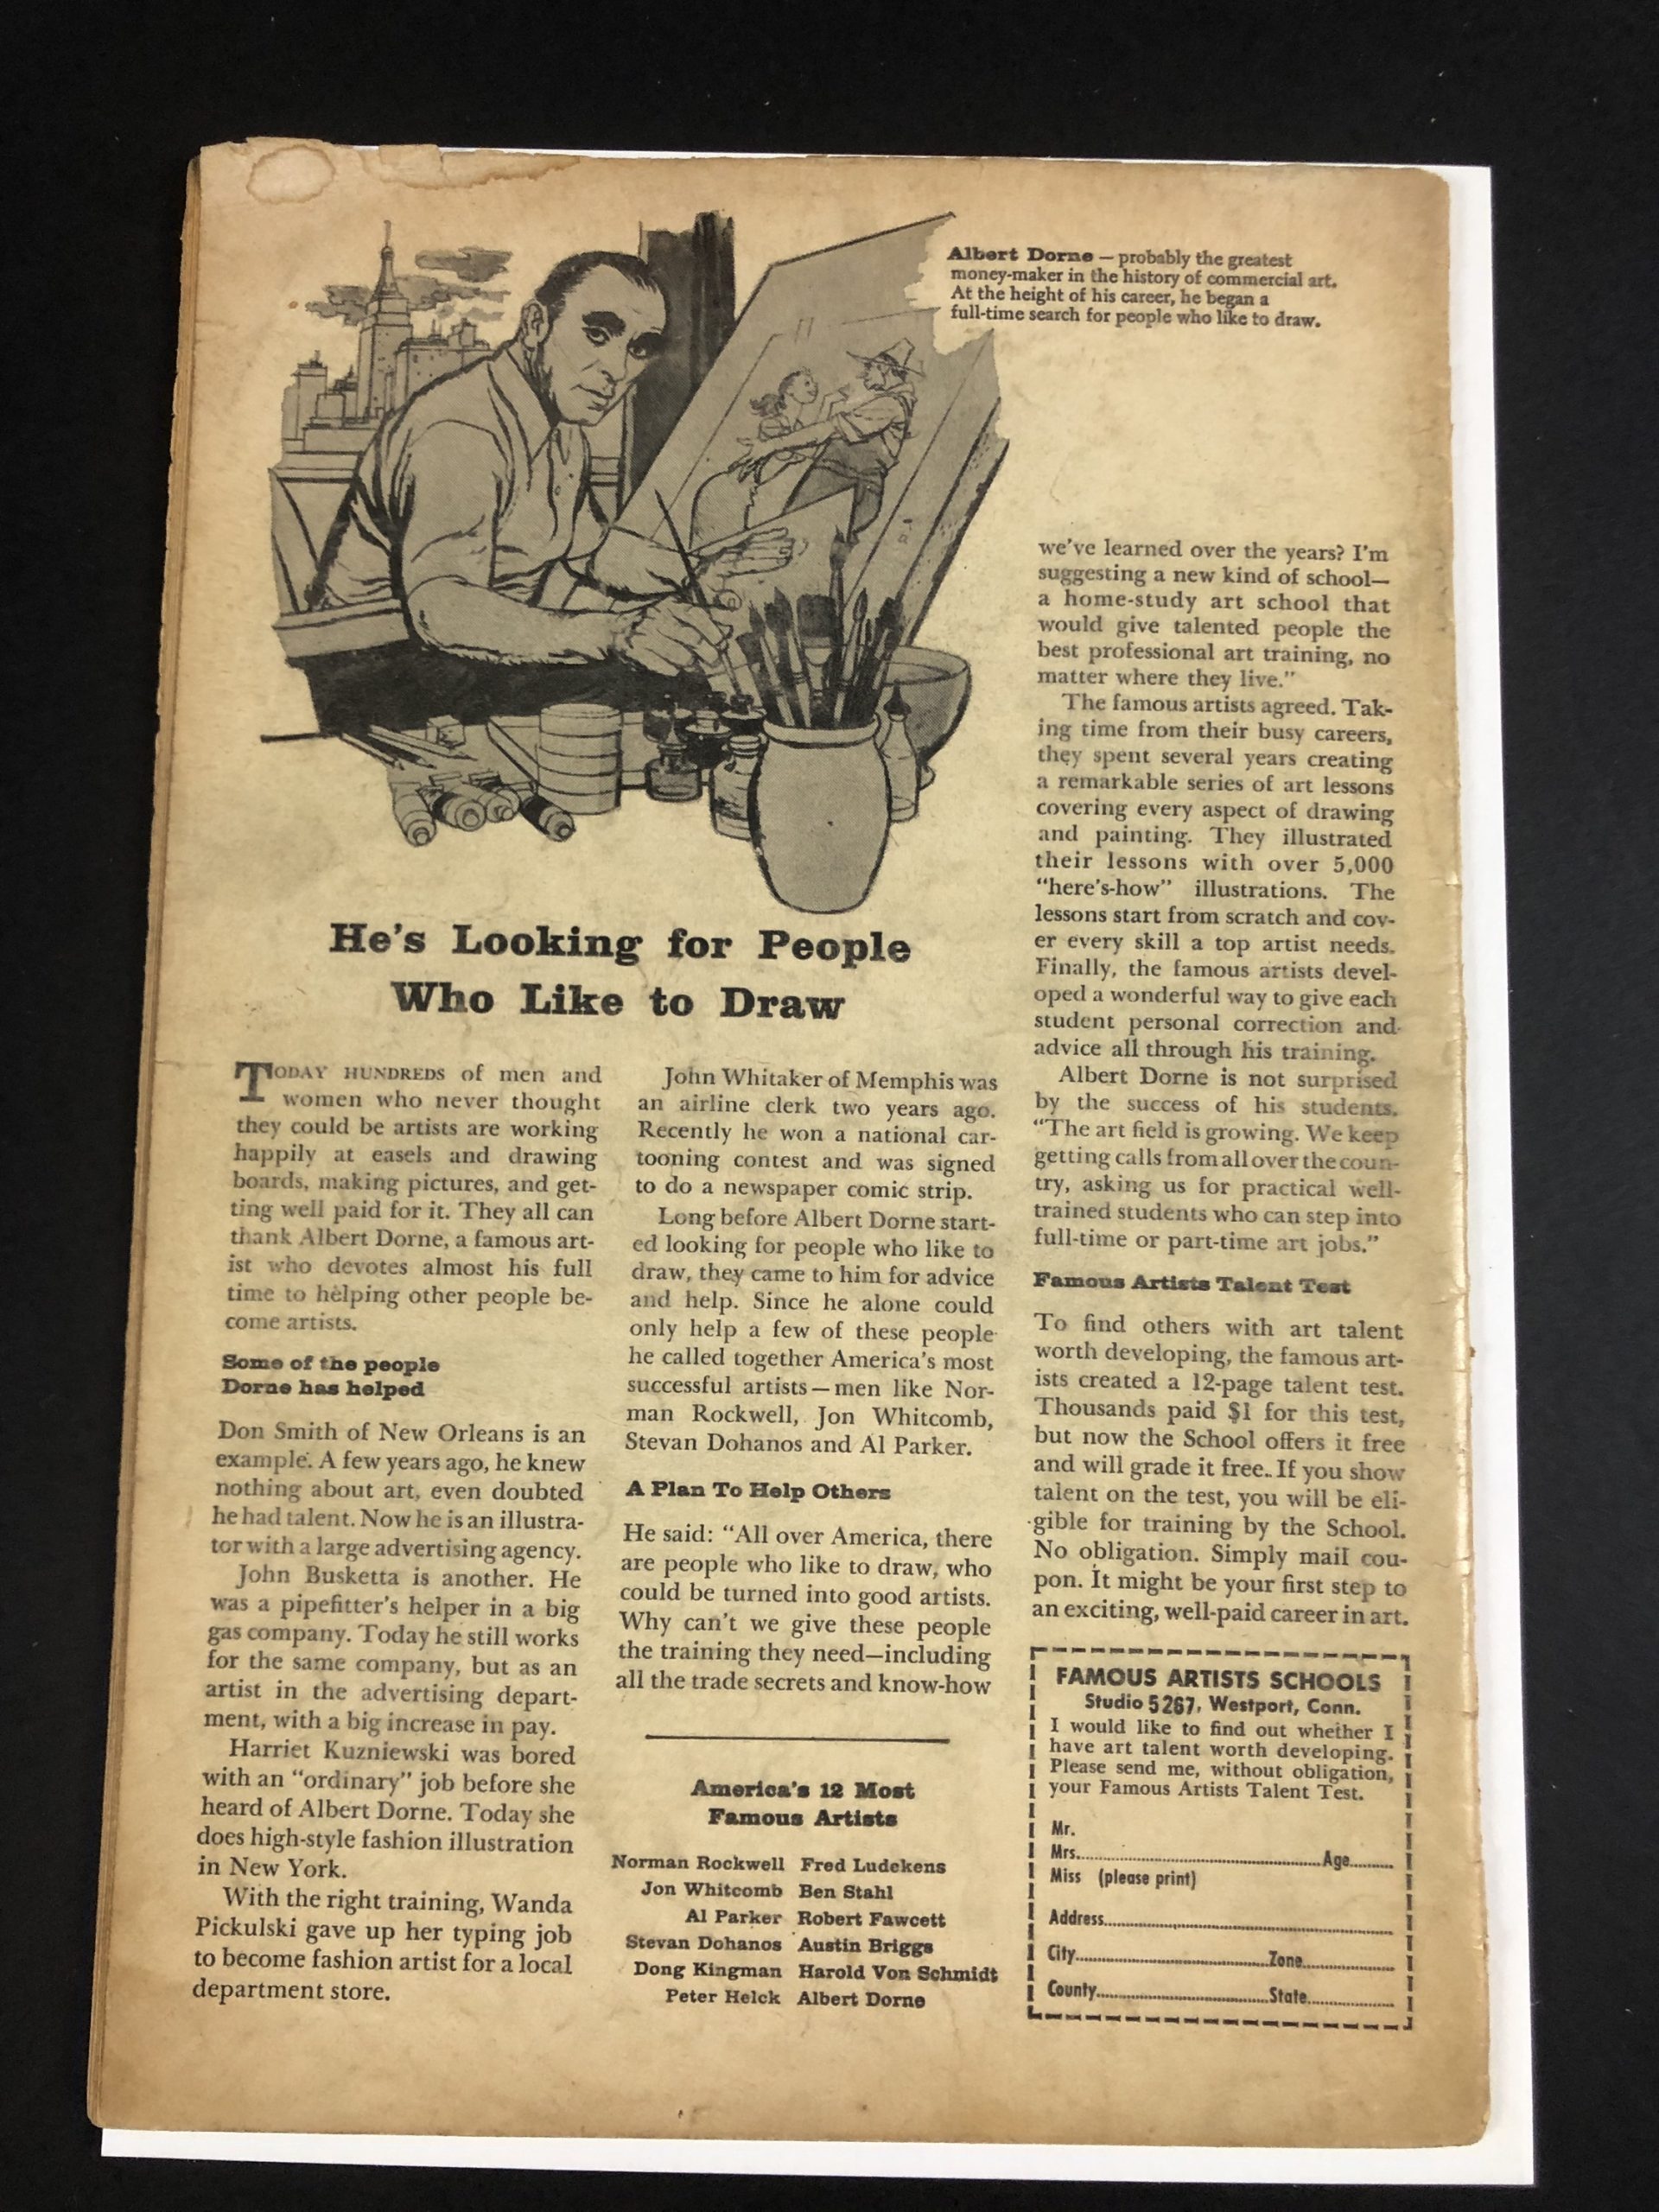 Albert Dorne — probably the greatest
money-maker in the history of commercial art.
At the height of his career, he began a
full-time search for people who like to draw.
He's Looking for People
Who Like to Draw
TODAY HUNDREDS of men and
women who never thought
they could be artists are working
happily at easels and drawing
boards, making pictures, and get-
ting well paid for it. They all can
thank Albert Dorne, a famous art-
ist who devotes almost his full
time to helping other people be-
come artists.
Some of the people
Dorne has helped
Don Smith of New Orleans is an
example. A few years ago, he knew
nothing about art, even doubted
he had talent. Now he is an illustra-
tor with a large advertising agency.
John Busketta is another. He
was a pipefitter's helper in a big
gas company. Today he still works
for the same company, but as an
artist in the advertising depart-
ment, with a big increase in pay.
Harriet Kuzniewski was bored
with an "ordinary" job before she
heard of Albert Dorne. Today she
does high-style fashion illustration
in New York.
With the right training, Wanda
Pickulski gave up her typing job
to become fashion artist for a local
department store.
John Whitaker of Memphis was
an airline clerk two years ago.
Recently he won a national car-
tooning contest and was signed
to do a newspaper comic strip.
Long before Albert Dorne start-
ed looking for people who like to
draw, they came to him for advice
and help. Since he alone could
only help a few of these people
he called together America's most
successful artists — men like Nor-
man Rockwell, Jon Whitcomb,
Stevan Dohanos and Al Parker.
A Plan To Help Others
He said: "All over America, there
are people who like to draw, who
could be turned into good artists.
Why can't we give these people
the training they need—including
all the trade secrets and know-how
America's 12 Most
Famous Artists
Norman Rockwell Fred Ludekens
Jon Whitcomb Ben Stahl
Al Parker Robert Fawcett
Stevan Dohanos Austin Briggs
Dong Kingman Harold Von Schmidt
Peter Helck Albert Dorne
we've learned over the years? I'm
suggesting a new kind of school—
a home-study art school that
would give talented people the
best professional art training, no
matter where they live."
The famous artists agreed. Tak-
ing time from their busy careers,
they spent several years creating
a remarkable series of art lessons
covering every aspect of drawing
and painting. They illustrated
their lessons with over 5,000
"here's-how" illustrations. The
lessons start from scratch and cov-
er every skill a top artist needs.
Finally, the famous artists devel-
oped a wonderful way to give each
student personal correction and
advice all through his training.
Albert Dorne is not surprised
by the success of his students.
"The art field is growing. We keep
getting calls from all over the coun-
try, asking us for practical well-
trained students who can step into
full-time or part-time art jobs."
Famous Artists Talent Test
To find others with art talent
worth developing, the famous art-
ists created a 12-page talent test.
Thousands paid $1 for this test,
but now the School offers it free
and will grade it free. If you show
talent on the test, you will be eli-
gible for training by the School.
No obligation. Simply mail cou-
pon. It might be your first step to
an exciting, well-paid career in art.
FAMOUS ARTISTS SCHOOLS
Studio 5267, Westport, Conn.
I would like to find out whether I
have art talent worth developing.
Please send me, without obligation,
your Famous Artists Talent Test.
Mr.
Mrs. Age
Miss (please print)
Address
City Zone
County State